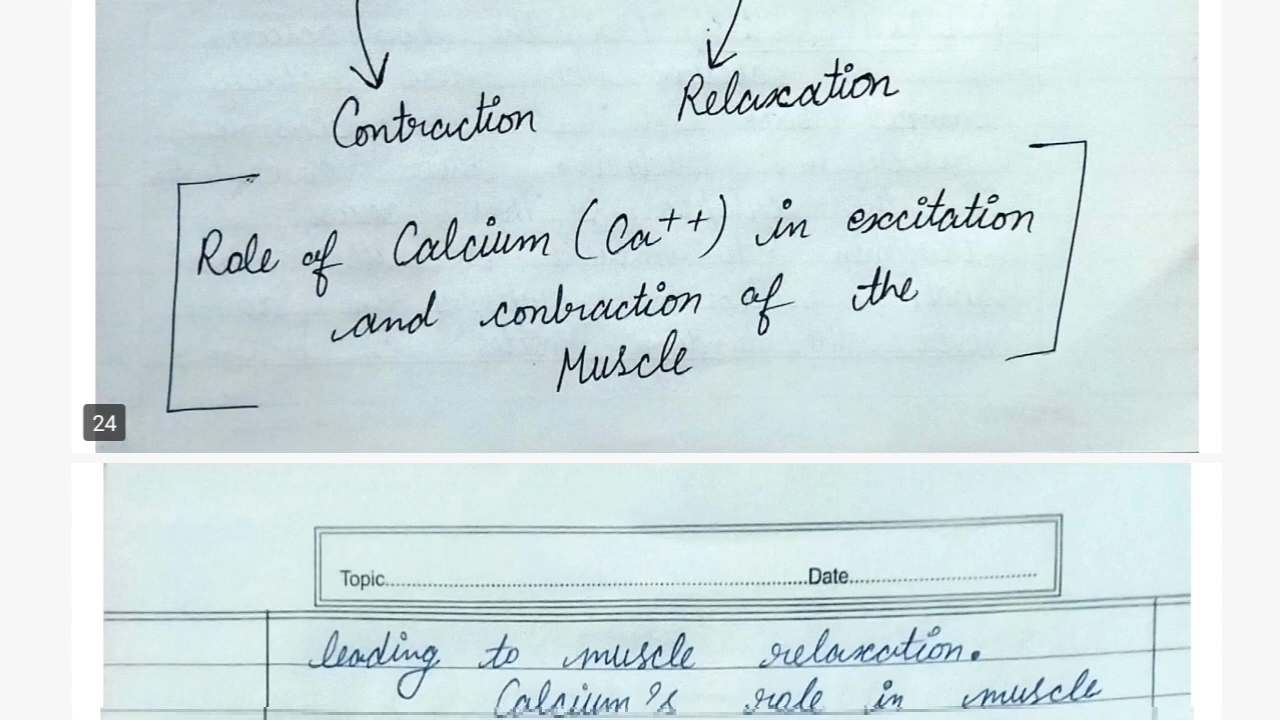 Contraction
Relaxation
Role of Calcium (Ca++) in excitation
and contraction of the
Muscle
24
Topic..........Date..........
leading to muscle relaxation.
Calcium's role in muscle